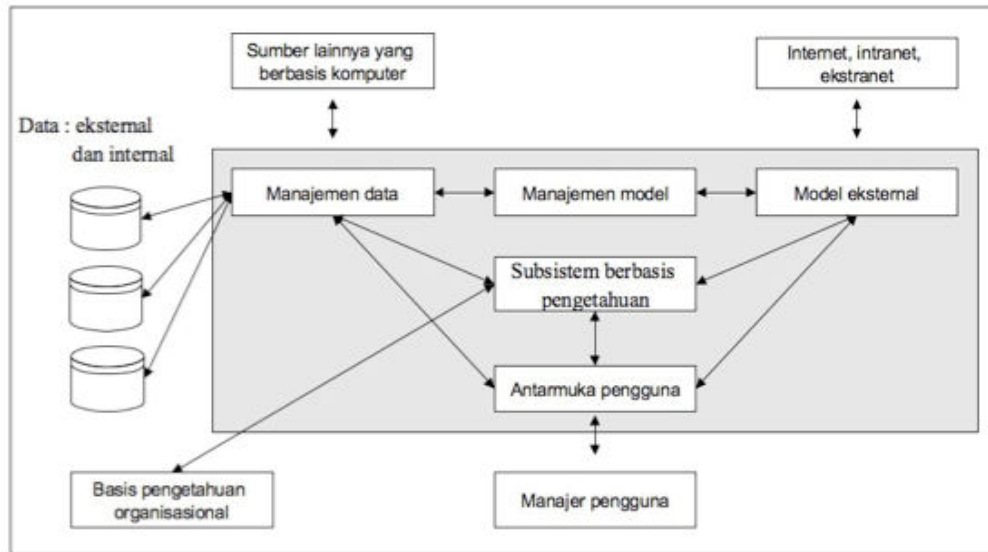 Sumber lainnya yang
berbasis komputer
Internet, intranet,
ekstranet
Data : eksternal
dan internal
Manajemen data
Manajemen model
Model eksternal
Subsistem berbasis
pengetahuan
Antarmuka pengguna
Basis pengetahuan
organisasional
Manajer pengguna